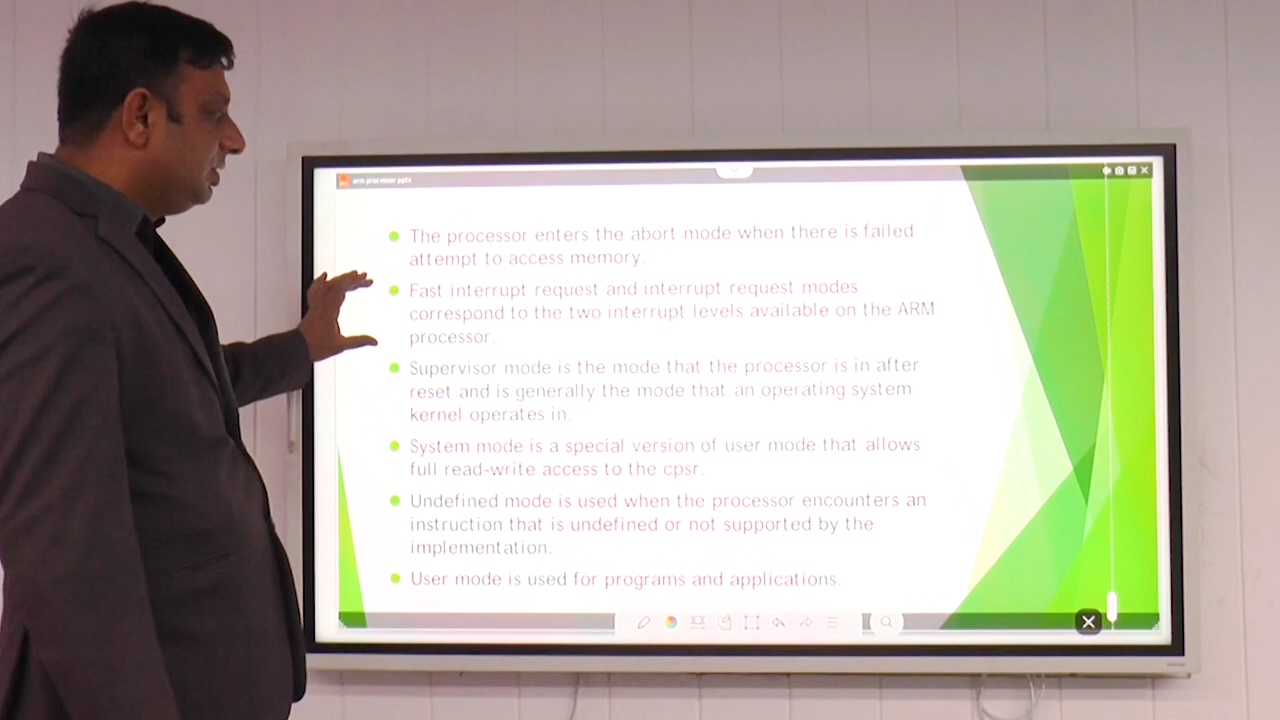 arm processor pptx
The processor enters the abort mode when there is failed
attempt to access memory.
Fast interrupt request and interrupt request modes
correspond to the two interrupt levels available on the ARM
processor.
Supervisor mode is the mode that the processor is in after
reset and is generally the mode that an operating system
kernel operates in.
System mode is a special version of user mode that allows
full read-write access to the cpsr.
Undefined mode is used when the processor encounters an
instruction that is undefined or not supported by the
implementation.
User mode is used for programs and applications.